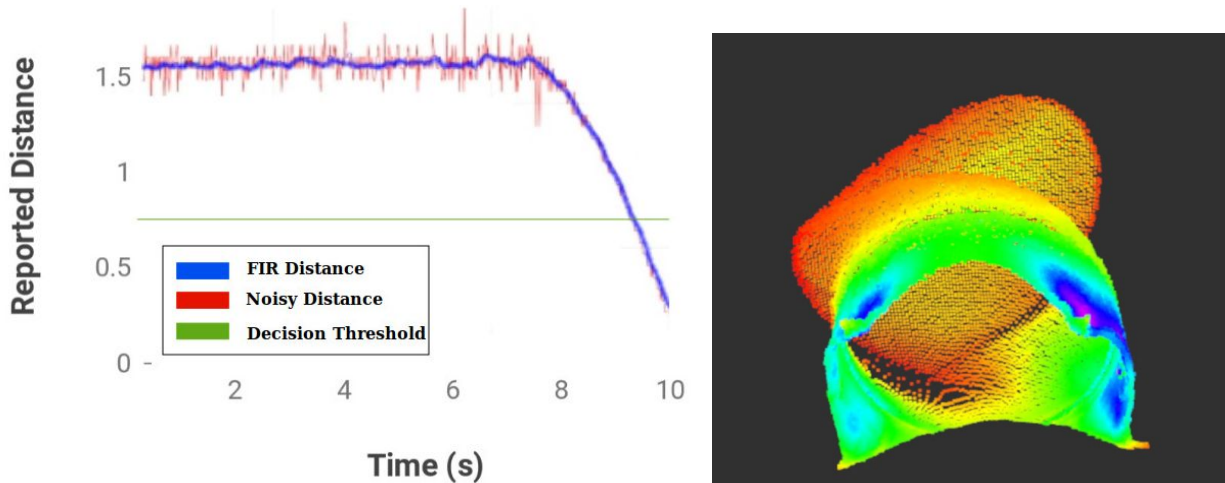 Reported Distance
1.5
1
0.5
0
FIR Distance
Noisy Distance
Decision Threshold
2 4 6 8 10
Time (s)